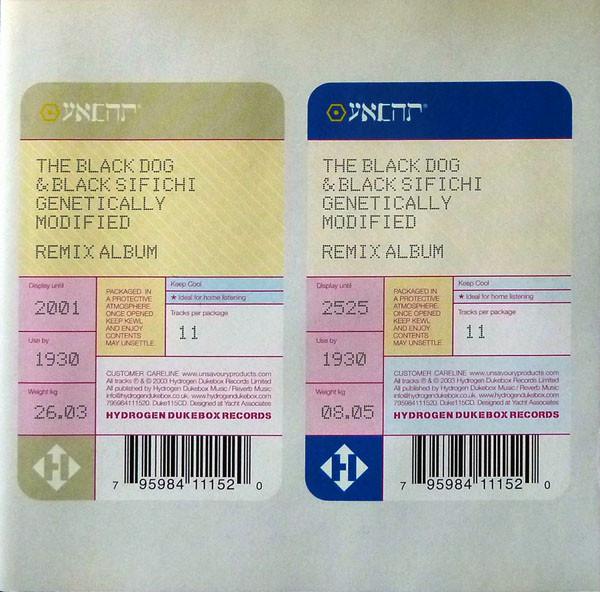 THE BLACK DOG
& BLACK SIFICHI
GENETICALLY
MODIFIED
REMIX ALBUM
Display until
2001
Use by
1930
Weight kg
26.03
PACKAGED IN
A PROTECTIVE
ATMOSPHERE.
ONCE OPENED
KEEP KEWL
AND ENJOY
CONTENTS
MAY UNSETTLE
Keep Cool
★ Ideal for home listening
Tracks per package
11
CUSTOMER CARELINE www.unsavouryproducts.com
All tracks ℗ & © 2003 Hydrogen Dukebox Records Limited
All published by Hydrogen Dukebox Music / Reverb Music
info@hydrogendukebox.co.uk. www.hydrogendukebox.com
795984111520. Duke115CD. Designed at Yacht Associates
HYDROGEN DUKEBOX RECORDS
H
7 95984 11152 0
THE BLACK DOG
& BLACK SIFICHI
GENETICALLY
MODIFIED
REMIX ALBUM
Display until
2525
Use by
1930
Weight kg
08.05
PACKAGED IN
A PROTECTIVE
ATMOSPHERE.
ONCE OPENED
KEEP KEWL
AND ENJOY
CONTENTS
MAY UNSETTLE
Keep Cool
★ Ideal for home listening
Tracks per package
11
CUSTOMER CARELINE www.unsavouryproducts.com
All tracks ℗ & © 2003 Hydrogen Dukebox Records Limited
All published by Hydrogen Dukebox Music / Reverb Music
info@hydrogendukebox.co.uk. www.hydrogendukebox.com
795984111520. Duke115CD. Designed at Yacht Associates
HYDROGEN DUKEBOX RECORDS
H
7 95984 11152 0